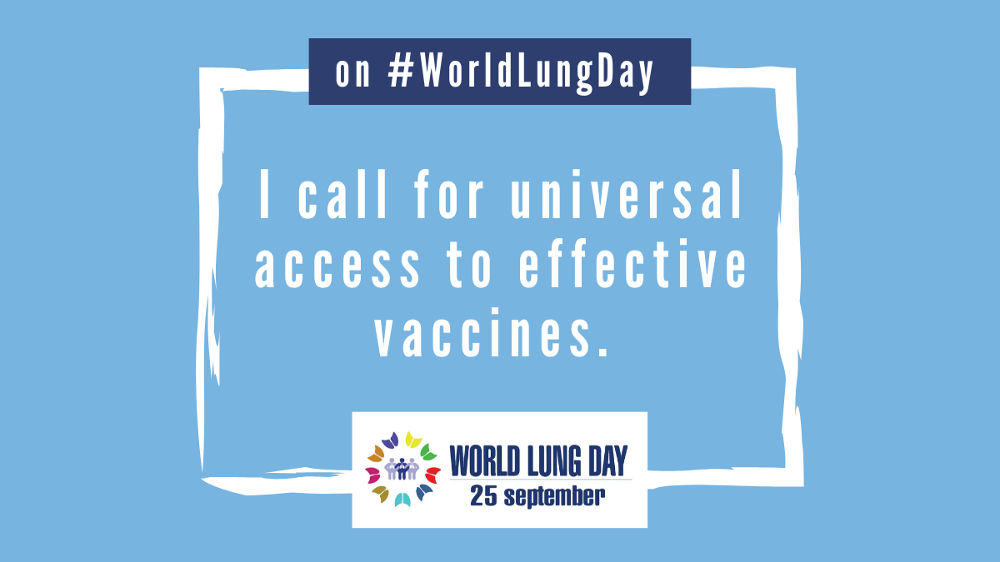 on #WorldLungDay
I call for universal
access to effective
vaccines.
WORLD LUNG DAY
25 september